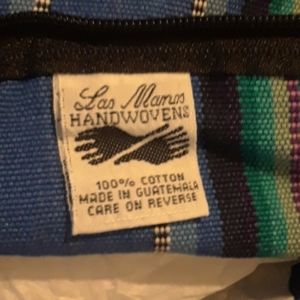 Las Manos
HANDWOVENS
100% COTTON
MADE IN GUATEMALA
CARE ON REVERSE